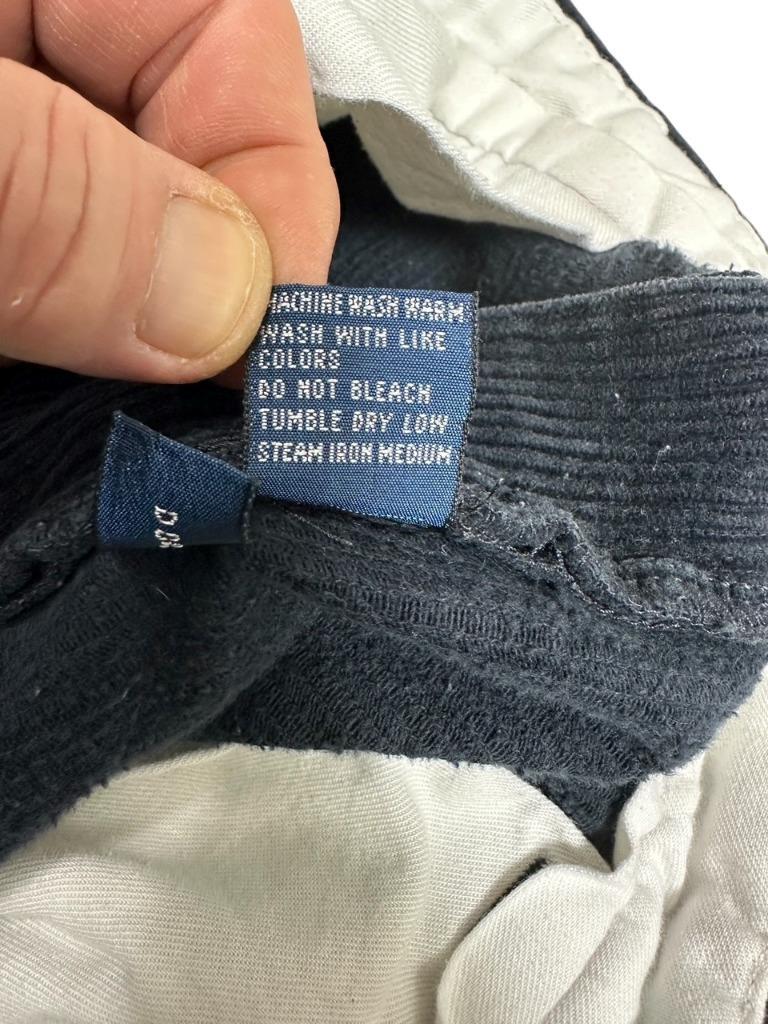 MACHINE WASH WARM
WASH WITH LIKE
COLORS
DO NOT BLEACH
TUMBLE DRY LOW
STEAM IRON MEDIUM